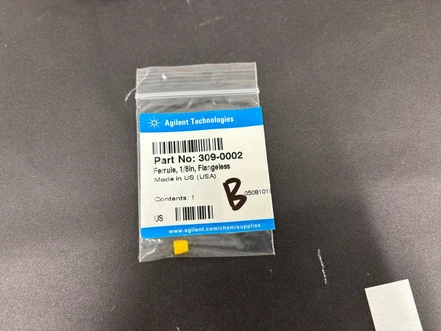 Agilent Technologies
Part No: 309-0002
Ferrule, 1/8in, Flangeless
Made in US (USA)
B
Contents: 1
US
www.agilent.com/chem/supplies